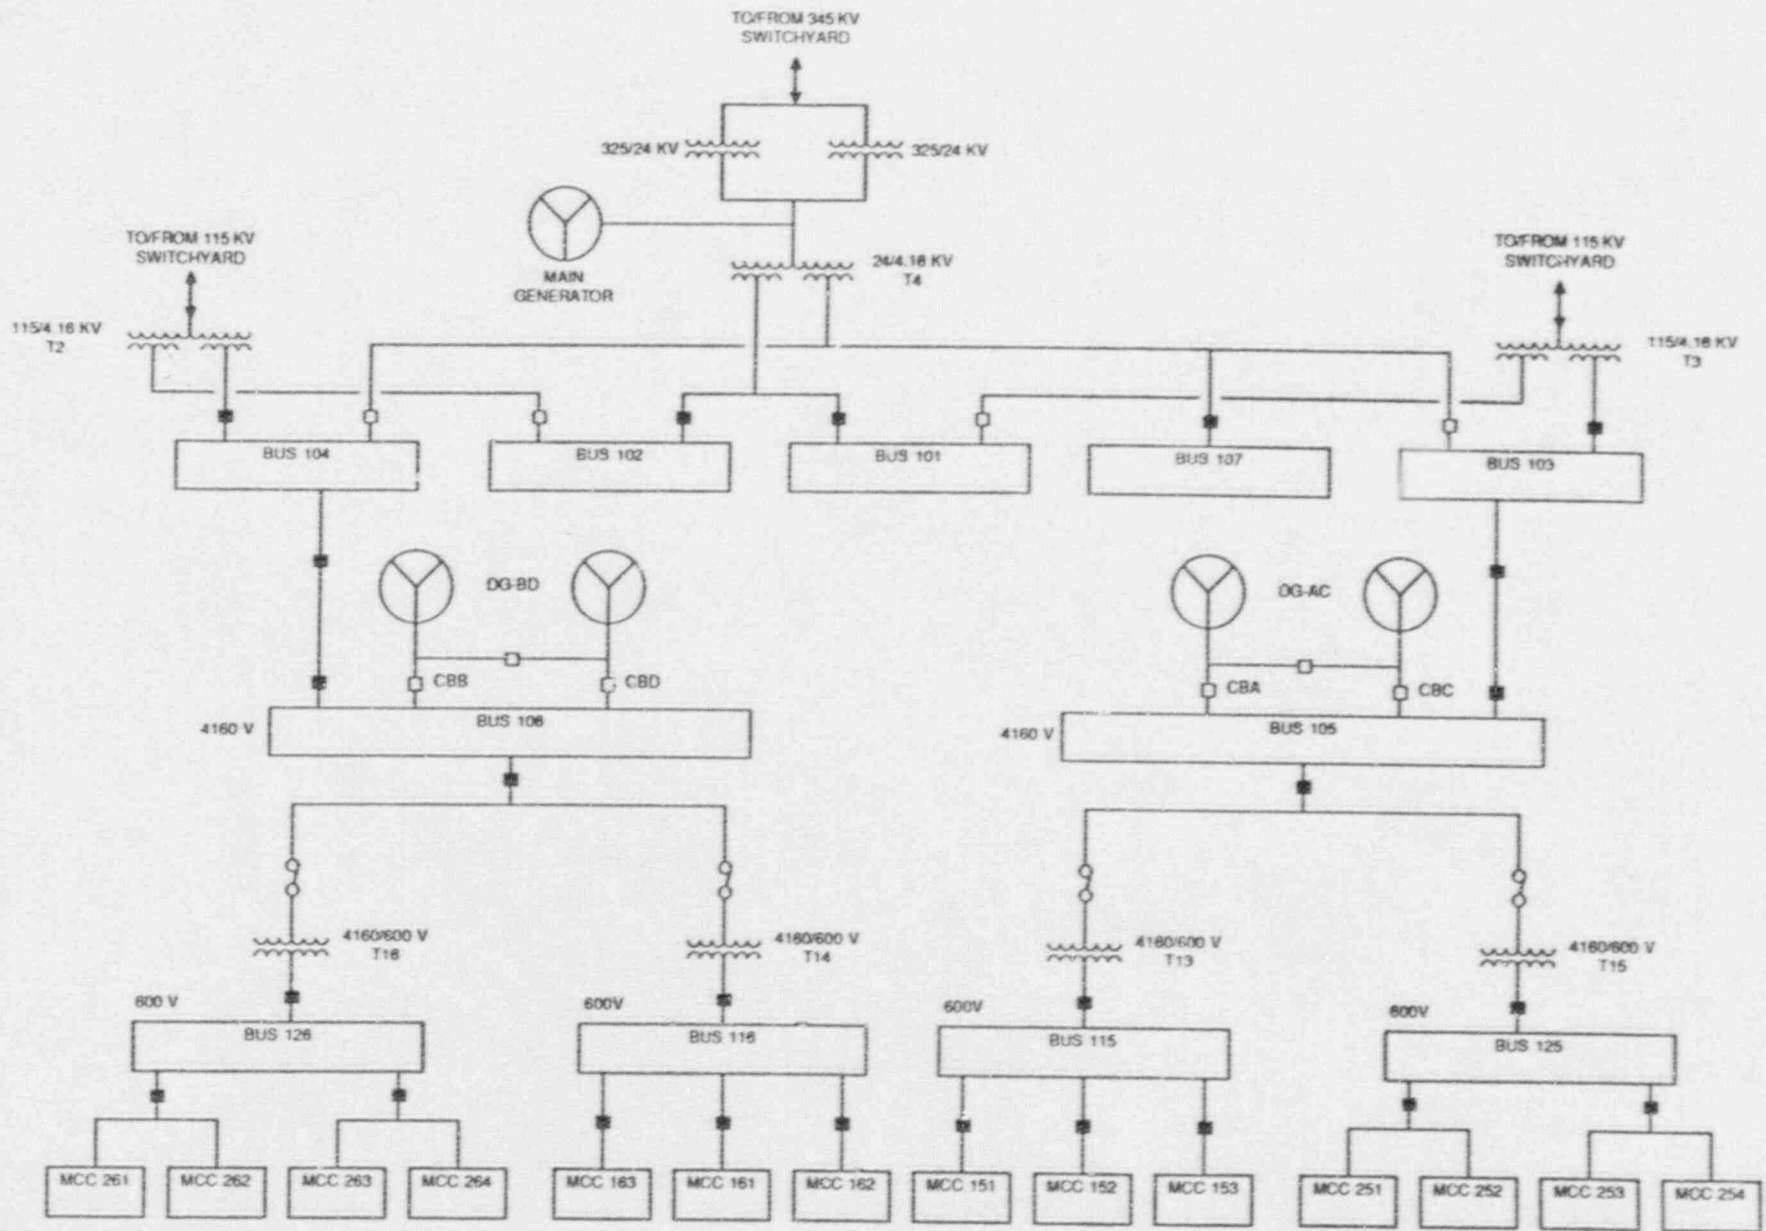 TO/FROM 345 KV
SWITCHYARD
325/24 KV
325/24 KV
MAIN
GENERATOR
24/4.16 KV
T4
TO/FROM 115 KV
SWITCHYARD
115/4.16 KV
T2
TO/FROM 115 KV
SWITCHYARD
115/4.16 KV
T3
BUS 104
BUS 102
BUS 101
BUS 107
BUS 103
DG-BD
DG-AC
CBB
CBD
CBA
CBC
4160 V
BUS 106
4160 V
BUS 105
4160/600 V
T16
4160/600 V
T14
4160/600 V
T13
4160/600 V
T15
600 V
BUS 126
600V
BUS 116
600V
BUS 115
600V
BUS 125
MCC 261
MCC 262
MCC 263
MCC 264
MCC 163
MCC 161
MCC 162
MCC 151
MCC 152
MCC 153
MCC 251
MCC 252
MCC 253
MCC 254